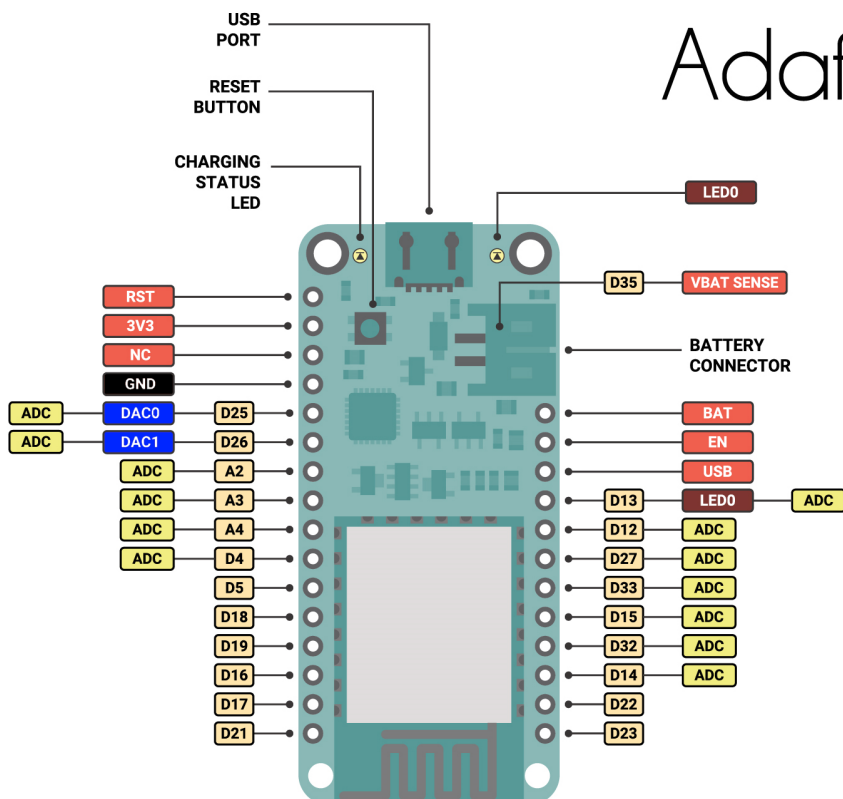 USB
PORT
Adaf
RESET
BUTTON
CHARGING
STATUS
LED
LED0
D35 VBAT SENSE
RST
3V3
BATTERY
CONNECTOR
NC
GND
ADC DAC0 D25
BAT
ADC DAC1 D26
EN
ADC A2
USB
ADC A3
D13 LED0 ADC
ADC A4
D12 ADC
ADC D4
D27 ADC
D5
D33 ADC
D18
D15 ADC
D19
D32 ADC
D16
D14 ADC
D17
D22
D21
D23